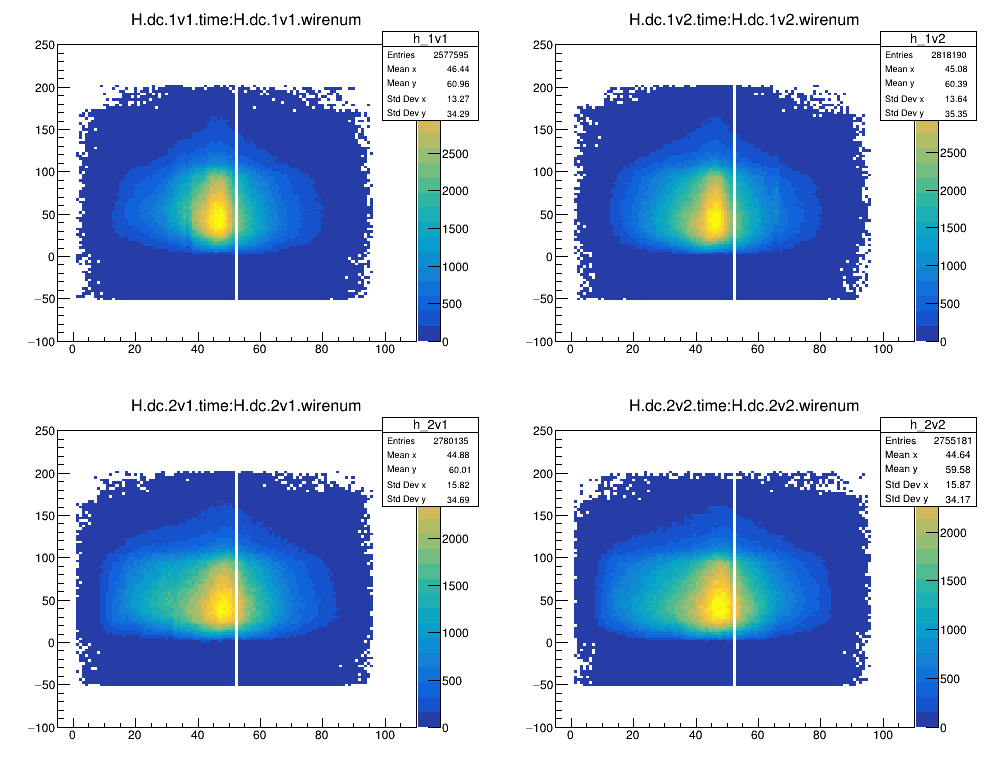 H.dc.1v1.time:H.dc.1v1.wirenum
h_1v1
Entries 2577595
Mean x 46.44
Mean y 60.96
Std Dev x 13.27
Std Dev y 34.29
250
200
150
100
50
0
−50
−100
0 20 40 60 80 100
2500
2000
1500
1000
500
0
H.dc.1v2.time:H.dc.1v2.wirenum
h_1v2
Entries 2818190
Mean x 45.08
Mean y 60.39
Std Dev x 13.64
Std Dev y 35.35
250
200
150
100
50
0
−50
−100
0 20 40 60 80 100
2500
2000
1500
1000
500
0
H.dc.2v1.time:H.dc.2v1.wirenum
h_2v1
Entries 2780135
Mean x 44.88
Mean y 60.01
Std Dev x 15.82
Std Dev y 34.69
250
200
150
100
50
0
−50
−100
0 20 40 60 80 100
2000
1500
1000
500
0
H.dc.2v2.time:H.dc.2v2.wirenum
h_2v2
Entries 2755181
Mean x 44.64
Mean y 59.58
Std Dev x 15.87
Std Dev y 34.17
250
200
150
100
50
0
−50
−100
0 20 40 60 80 100
2000
1500
1000
500
0